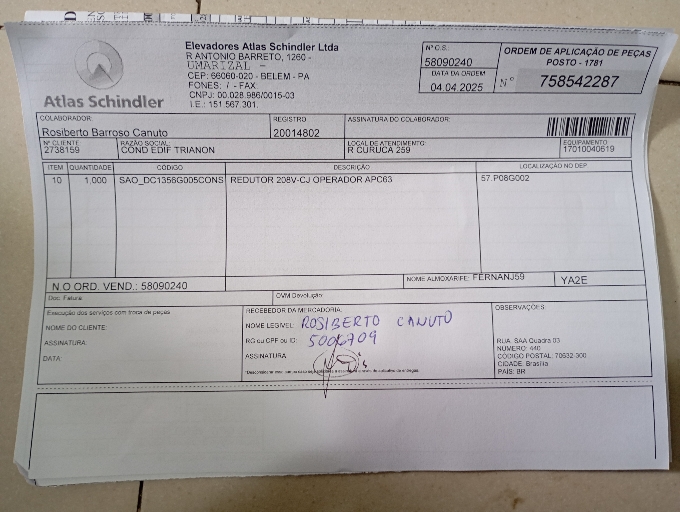 Elevadores Atlas Schindler Ltda
R ANTONIO BARRETO, 1260 -
UMARIZAL -
CEP: 66060-020 - BELEM - PA
FONES: / - FAX:
CNPJ: 00.028.986/0015-03
I.E.: 151 567.301.
Atlas Schindler
Nº O.S.:
58090240
DATA DA ORDEM
04.04.2025
ORDEM DE APLICAÇÃO DE PEÇAS
POSTO - 1781
Nº 758542287
COLABORADOR:
Rosiberto Barroso Canuto
REGISTRO
20014802
ASSINATURA DO COLABORADOR:
Nº CLIENTE
2738159
RAZÃO SOCIAL:
COND EDIF TRIANON
LOCAL DE ATENDIMENTO:
R CURUCA 259
EQUIPAMENTO
17010040619
ITEM QUANTIDADE CÓDIGO DESCRIÇÃO LOCALIZAÇÃO NO DEP.
10 1,000 SAO_DC1356G005CONS REDUTOR 208V-CJ OPERADOR APC63 57.P08G002
N.O ORD. VEND.: 58090240
NOME ALMOXARIFE: FERNANJ59
YA2E
Doc. Fatura:
OVM Devolução:
Execução dos serviços com troca de peças
NOME DO CLIENTE:
ASSINATURA:
DATA:
RECEBEDOR DA MERCADORIA:
NOME LEGÍVEL: ROSIBERTO CANUTO
RG ou CPF ou ID:
ASSINATURA
OBSERVAÇÕES
RUA: SAA Quadra 03
NÚMERO: 440
CÓDIGO POSTAL: 70632-300
CIDADE: Brasília
PAÍS: BR